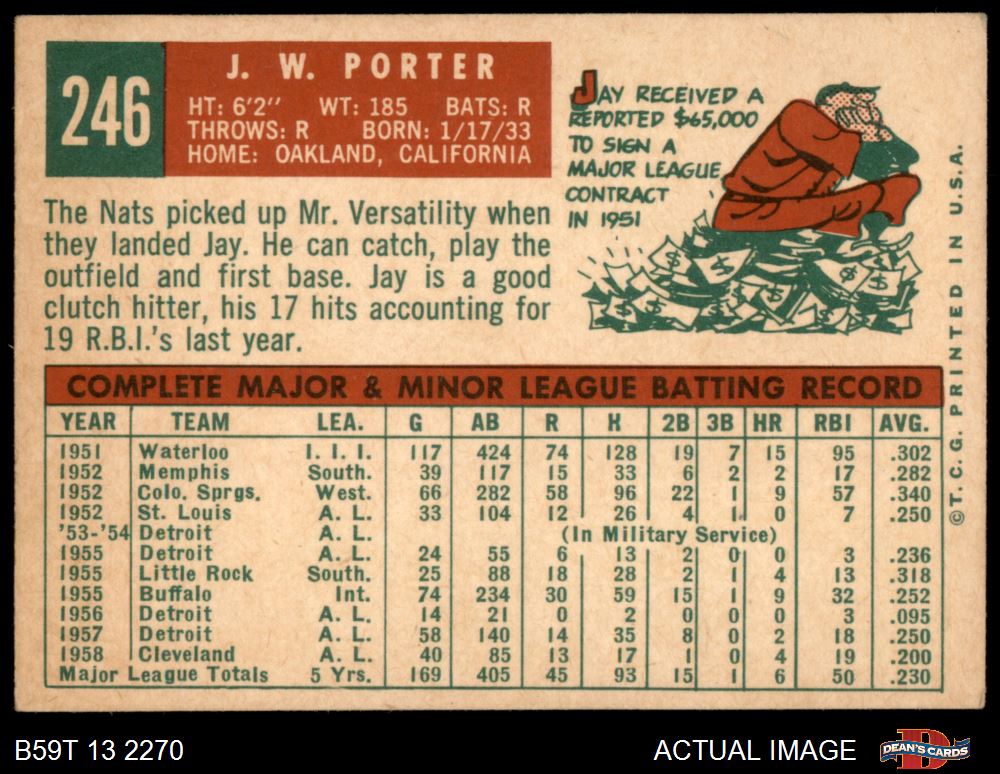 246
J. W. PORTER
HT: 6'2" WT: 185 BATS: R
THROWS: R BORN: 1/17/33
HOME: OAKLAND, CALIFORNIA
JAY RECEIVED A
REPORTED $65,000
TO SIGN A
MAJOR LEAGUE
CONTRACT
IN 1951
The Nats picked up Mr. Versatility when
they landed Jay. He can catch, play the
outfield and first base. Jay is a good
clutch hitter, his 17 hits accounting for
19 R.B.I.'s last year.
COMPLETE MAJOR & MINOR LEAGUE BATTING RECORD
YEAR TEAM LEA. G AB R H 2B 3B HR RBI AVG.
1951 Waterloo I. I. I. 117 424 74 128 19 7 15 95 .302
1952 Memphis South. 39 117 15 33 6 2 2 17 .282
1952 Colo. Sprgs. West. 66 282 58 96 22 1 9 57 .340
1952 St. Louis A. L. 33 104 12 26 4 1 0 7 .250
'53-'54 Detroit A. L. (In Military Service)
1955 Detroit A. L. 24 55 6 13 2 0 0 3 .236
1955 Little Rock South. 25 88 18 28 2 1 4 13 .318
1955 Buffalo Int. 74 234 30 59 15 1 9 32 .252
1956 Detroit A. L. 14 21 0 2 0 0 0 3 .095
1957 Detroit A. L. 58 140 14 35 8 0 2 18 .250
1958 Cleveland A. L. 40 85 13 17 1 0 4 19 .200
Major League Totals 5 Yrs. 169 405 45 93 15 1 6 50 .230
© T. C. G. PRINTED IN U.S.A.
B59T 13 2270
ACTUAL IMAGE
D
DEAN'S CARDS